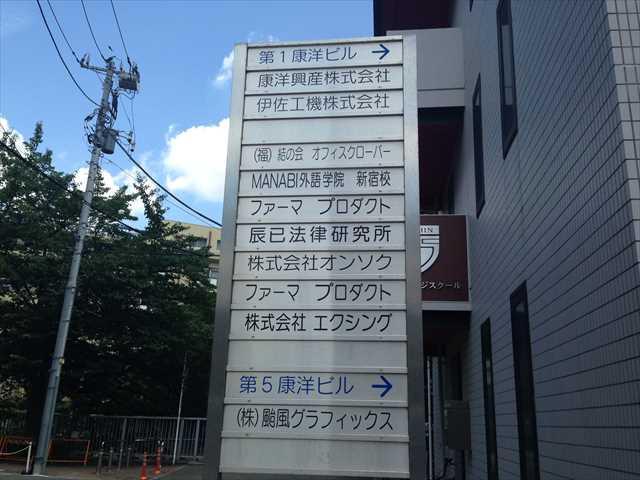 第1康洋ビル →
康洋興産株式会社
伊佐工機株式会社
(福)結の会 オフィスクローバー
MANABI外語学院 新宿校
ファーマ プロダクト
辰已法律研究所
株式会社オンソク
ファーマ プロダクト
株式会社 エクシング
第5康洋ビル →
(株)颱風グラフィックス